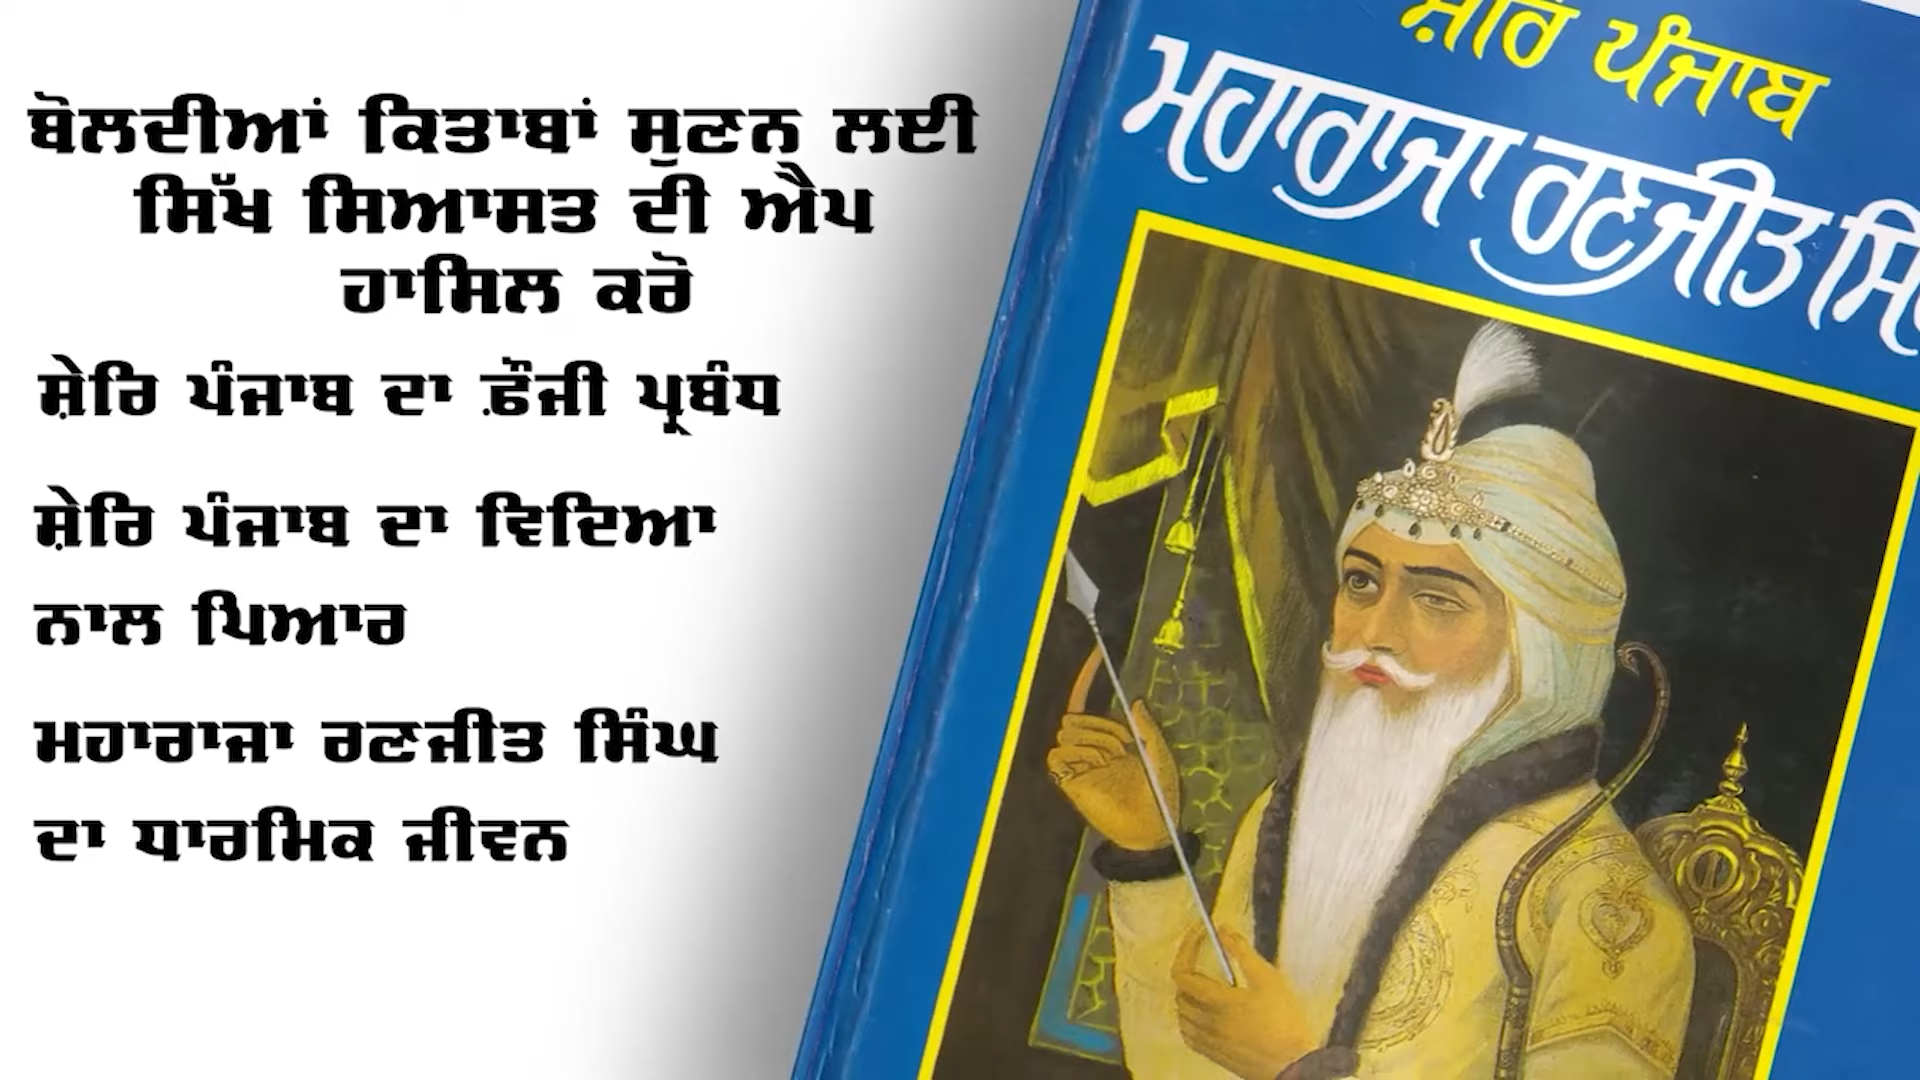 ਬੋਲਦੀਆਂ ਕਿਤਾਬਾਂ ਸੁਣਨ ਲਈ
ਸਿੱਖ ਸਿਆਸਤ ਦੀ ਐਪ
ਹਾਸਿਲ ਕਰੋ
ਸ਼ੇਰਿ ਪੰਜਾਬ ਦਾ ਫ਼ੌਜੀ ਪ੍ਰਬੰਧ
ਸ਼ੇਰਿ ਪੰਜਾਬ ਦਾ ਵਿਦਿਆ
ਨਾਲ ਪਿਆਰ
ਮਹਾਰਾਜਾ ਰਣਜੀਤ ਸਿੰਘ
ਦਾ ਧਾਰਮਿਕ ਜੀਵਨ
ਪੰਜਾਬ
ਮਹਾਰਾਜਾ ਰਣਜੀਤ